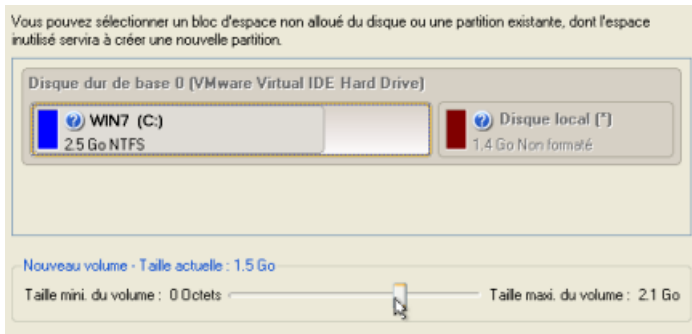 Vous pouvez sélectionner un bloc d'espace non alloué du disque ou une partition existante, dont l'espace
inutilisé servira à créer une nouvelle partition.
Disque dur de base 0 (VMware Virtual IDE Hard Drive)
WIN7 (C:)
2.5 Go NTFS
Disque local (*)
1.4 Go Non formaté
Nouveau volume - Taille actuelle : 1.5 Go
Taille mini. du volume : 0 Octets
Taille maxi. du volume : 2.1 Go